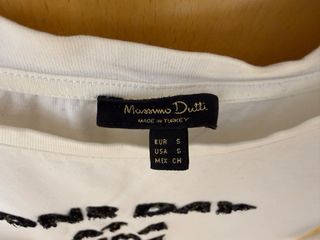 Massimo Dutti
MADE IN TURKEY
EUR S
USA S
MEX CH